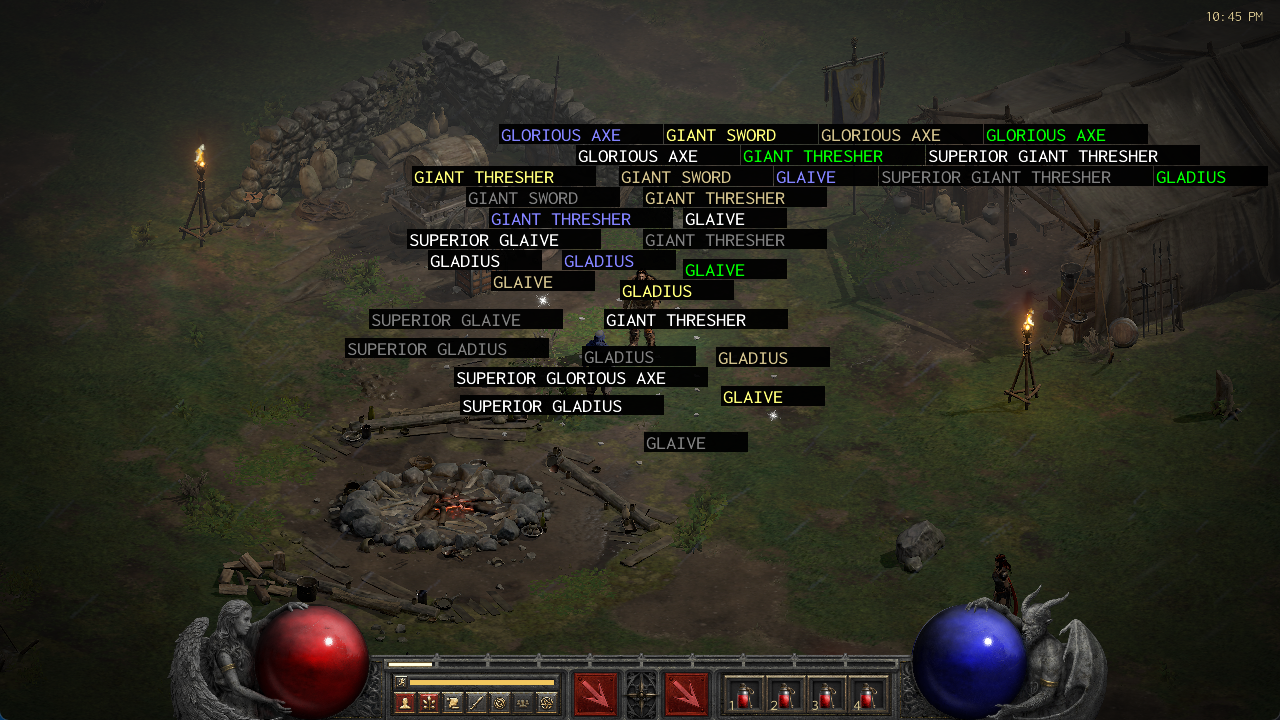 10:45 PM
GLORIOUS AXE GIANT SWORD GLORIOUS AXE GLORIOUS AXE
GLORIOUS AXE GIANT THRESHER SUPERIOR GIANT THRESHER
GIANT THRESHER GIANT SWORD GLAIVE SUPERIOR GIANT THRESHER GLADIUS
GIANT SWORD GIANT THRESHER
GIANT THRESHER GLAIVE
SUPERIOR GLAIVE GIANT THRESHER
GLADIUS GLADIUS GLAIVE
GLAIVE GLADIUS
SUPERIOR GLAIVE GIANT THRESHER
SUPERIOR GLADIUS GLADIUS GLADIUS
SUPERIOR GLORIOUS AXE
GLAIVE
SUPERIOR GLADIUS
GLAIVE
1 2 3 4